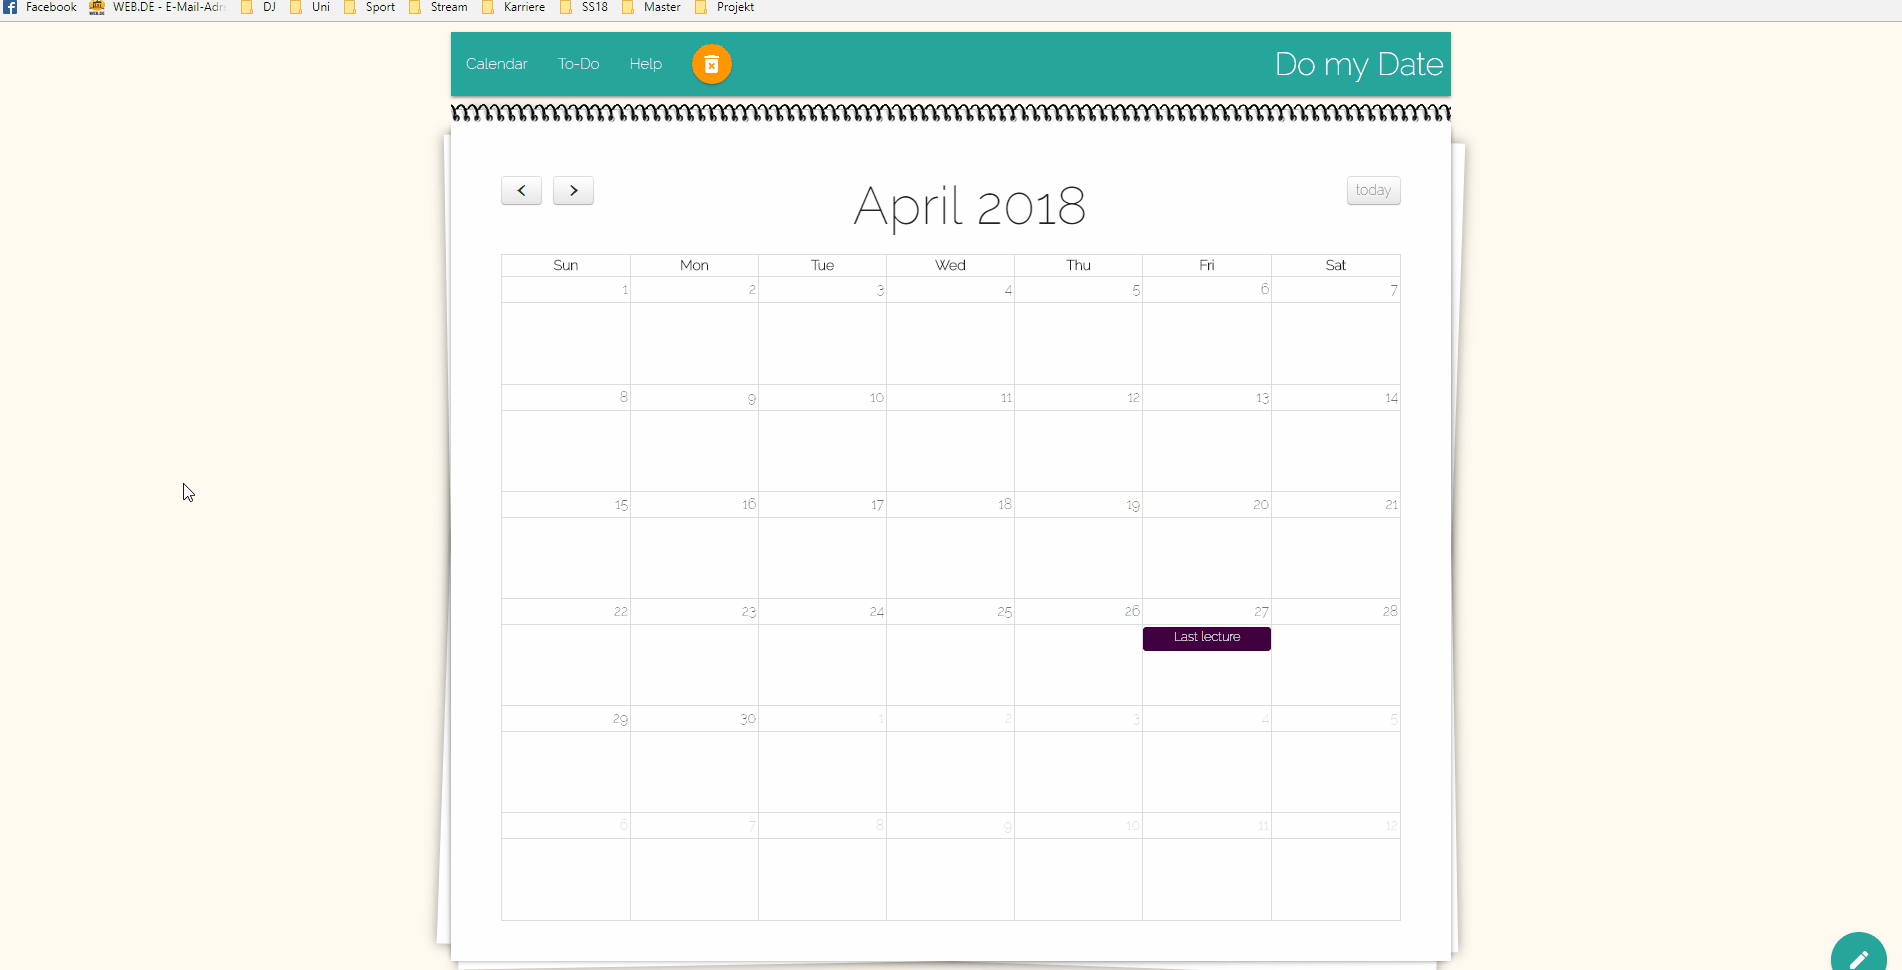 Facebook WEB.DE - E-Mail-Adr DJ Uni Sport Stream Karriere SS18 Master Projekt
Calendar To-Do Help Do my Date
April 2018
today
Sun Mon Tue Wed Thu Fri Sat
1 2 3 4 5 6 7
8 9 10 11 12 13 14
15 16 17 18 19 20 21
22 23 24 25 26 27 28
Last lecture
29 30 1 2 3 4 5
6 7 8 9 10 11 12